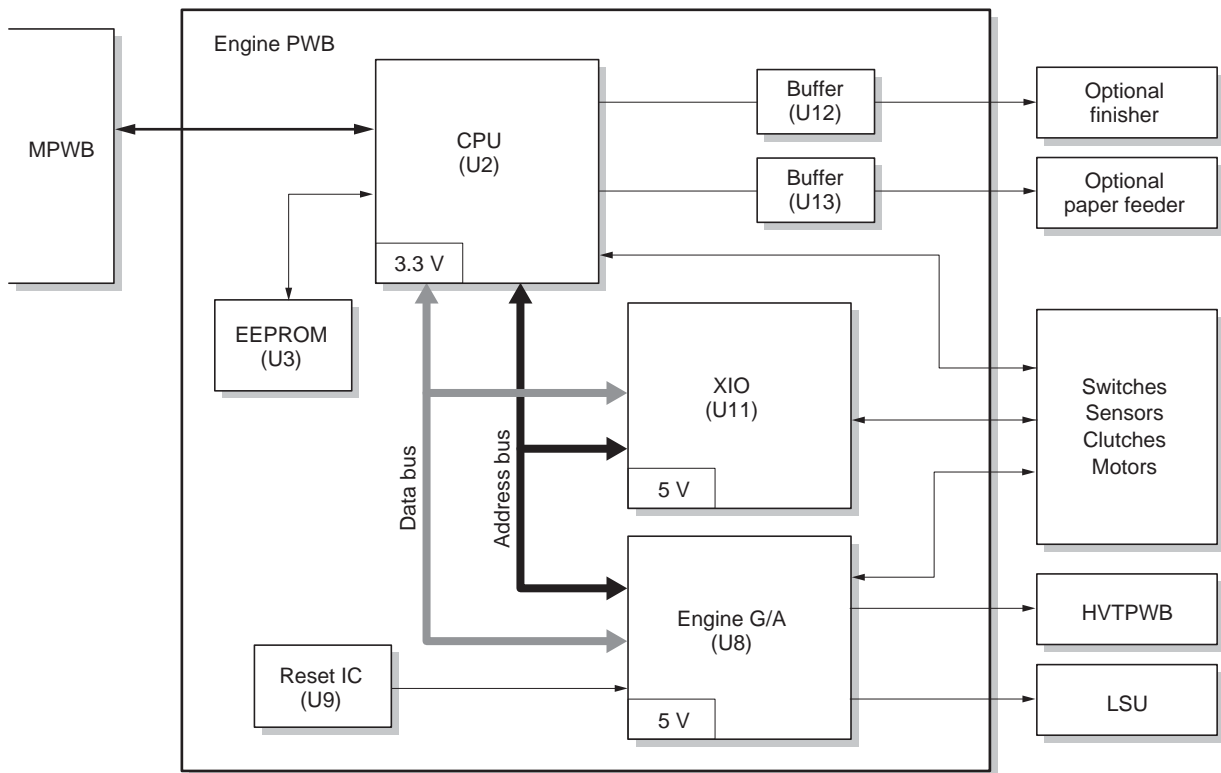 Engine PWB
MPWB
CPU
(U2)
3.3 V
Buffer
(U12)
Optional
finisher
Buffer
(U13)
Optional
paper feeder
EEPROM
(U3)
XIO
(U11)
5 V
Switches
Sensors
Clutches
Motors
Data bus
Address bus
Engine G/A
(U8)
5 V
HVTPWB
Reset IC
(U9)
LSU